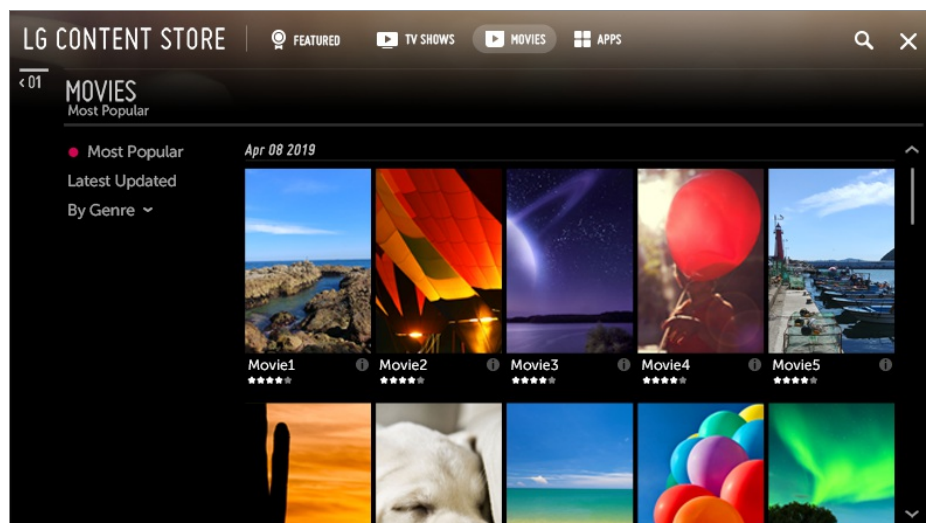 LG CONTENT STORE FEATURED TV SHOWS MOVIES APPS
< 01
MOVIES
Most Popular
Most Popular
Latest Updated
By Genre
Apr 08 2019
Movie1 Movie2 Movie3 Movie4 Movie5